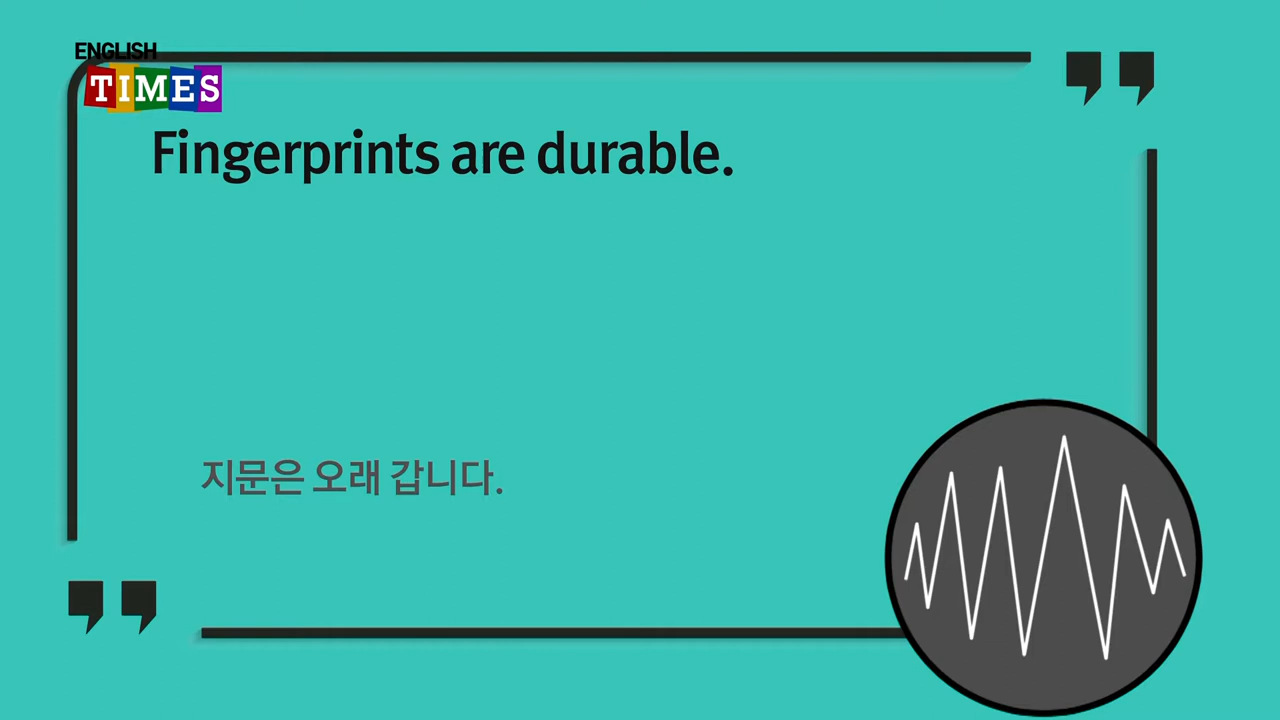 ENGLISH
TIMES
Fingerprints are durable.
지문은 오래 갑니다.